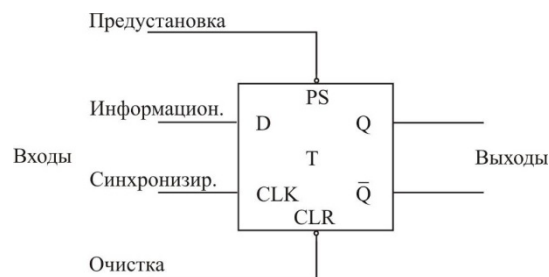 Предустановка
PS
Информацион.
D Q
Входы T Выходы
Синхронизир.
CLK Q̅
CLR
Очистка